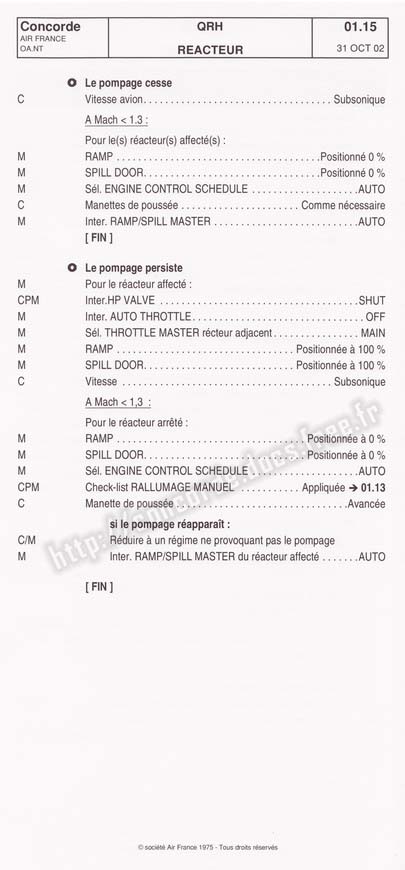 Concorde QRH 01.15
AIR FRANCE
OA.NT REACTEUR 31 OCT 02
Le pompage cesse
C Vitesse avion................................. Subsonique
A Mach < 1.3 :
Pour le(s) réacteur(s) affecté(s) :
M RAMP .................................... Positionné 0 %
M SPILL DOOR............................... Positionné 0 %
M Sél. ENGINE CONTROL SCHEDULE ................... AUTO
C Manettes de poussée ..................... Comme nécessaire
M Inter. RAMP/SPILL MASTER ......................... AUTO
[ FIN ]
Le pompage persiste
M Pour le réacteur affecté :
CPM Inter.HP VALVE .................................... SHUT
M Inter. AUTO THROTTLE.............................. OFF
M Sél. THROTTLE MASTER récteur adjacent............... MAIN
M RAMP ............................... Positionnée à 100 %
M SPILL DOOR.......................... Positionnée à 100 %
C Vitesse ..................................... Subsonique
A Mach < 1,3 :
Pour le réacteur arrêté :
M RAMP ................................. Positionnée à 0 %
M SPILL DOOR............................ Positionnée à 0 %
M Sél. ENGINE CONTROL SCHEDULE ................... AUTO
CPM Check-list RALLUMAGE MANUEL ........... Appliquée ➔ 01.13
C Manette de poussée ............................... Avancée
si le pompage réapparaît :
C/M Réduire à un régime ne provoquant pas le pompage
M Inter. RAMP/SPILL MASTER du réacteur affecté ....... AUTO
[ FIN ]
© société Air France 1975 - Tous droits réservés